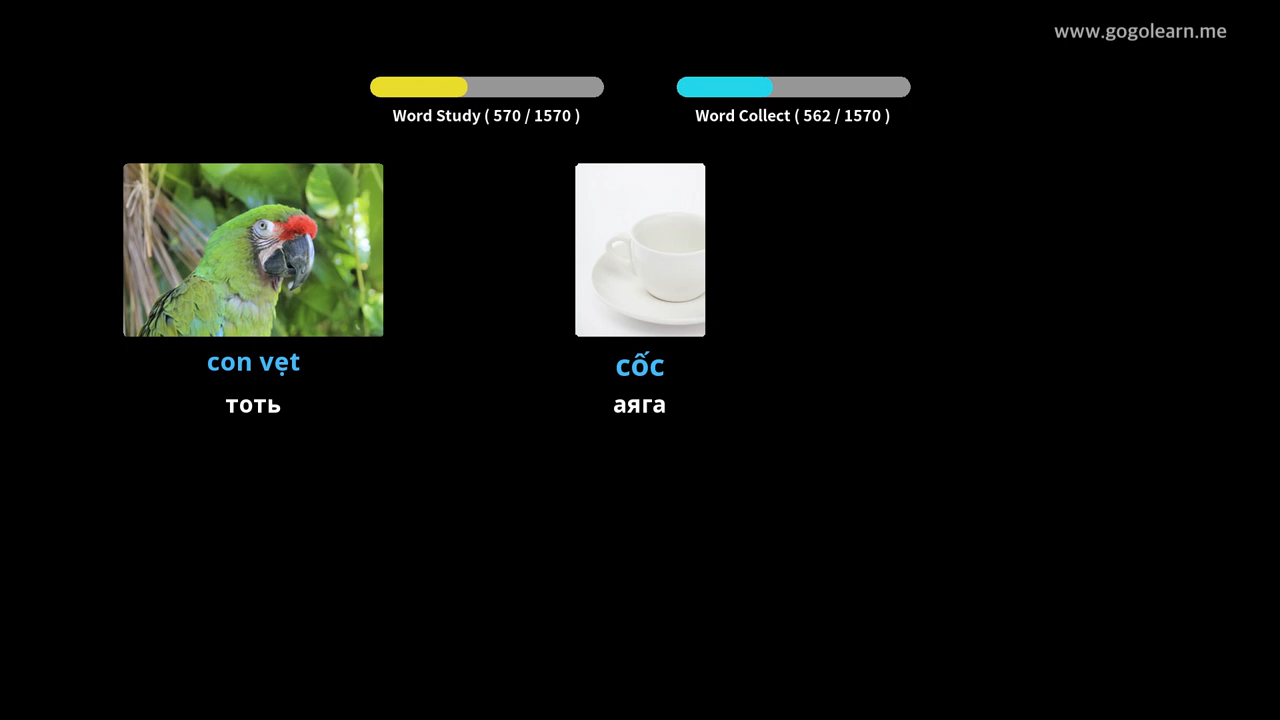 www.gogolearn.me
Word Study ( 570 / 1570 )
Word Collect ( 562 / 1570 )
con vẹt
тоть
cốc
аяга